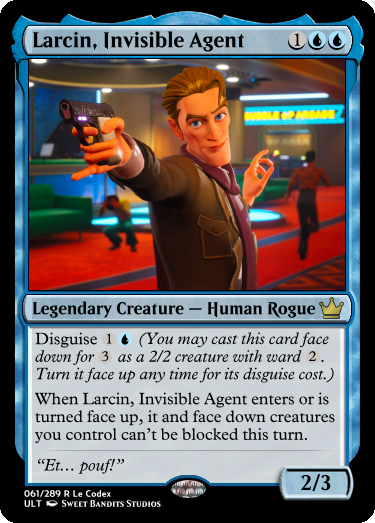 Larcin, Invisible Agent 1
Legendary Creature — Human Rogue
Disguise 1 (You may cast this card face
down for 3 as a 2/2 creature with ward 2.
Turn it face up any time for its disguise cost.)
When Larcin, Invisible Agent enters or is
turned face up, it and face down creatures
you control can't be blocked this turn.
“Et… pouf!”
2/3
061/289 R Le Codex
ULT Sweet Bandits Studios